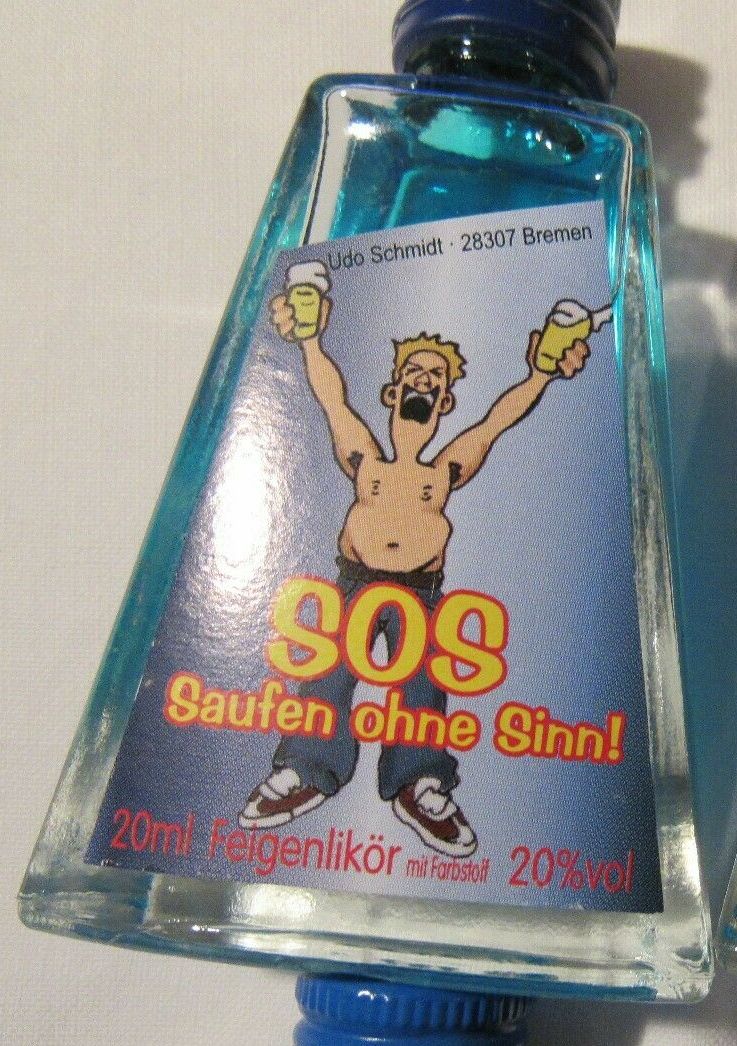 Udo Schmidt · 28307 Bremen
SOS
Saufen ohne Sinn!
20ml Feigenlikör mit Farbstoff 20%vol